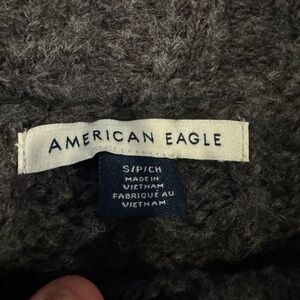 AMERICAN EAGLE
S/P/CH
MADE IN
VIETNAM
FABRIQUÉ AU
VIETNAM